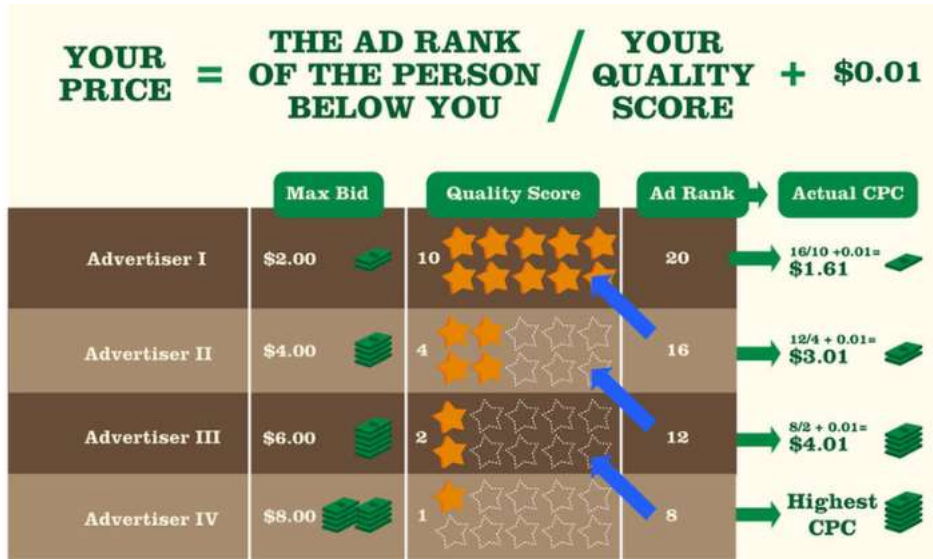 YOUR PRICE = THE AD RANK OF THE PERSON BELOW YOU / YOUR QUALITY SCORE + $0.01
Max Bid Quality Score Ad Rank Actual CPC
Advertiser I $2.00 10 20 16/10 +0.01= $1.61
Advertiser II $4.00 4 16 12/4 + 0.01= $3.01
Advertiser III $6.00 2 12 8/2 + 0.01= $4.01
Advertiser IV $8.00 1 8 Highest CPC